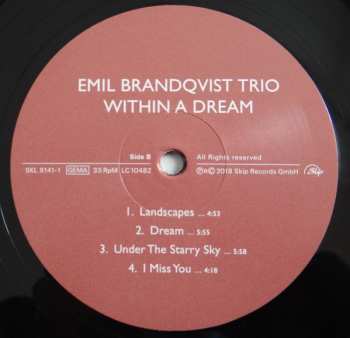 EMIL BRANDQVIST TRIO
WITHIN A DREAM
Side B
All Rights reserved
SKL 9141-1 GEMA 33 RpM LC10482
℗© 2018 Skip Records GmbH
Skip
1. Landscapes ... 4:53
2. Dream ... 5:55
3. Under The Starry Sky ... 5:58
4. I Miss You ... 4:18